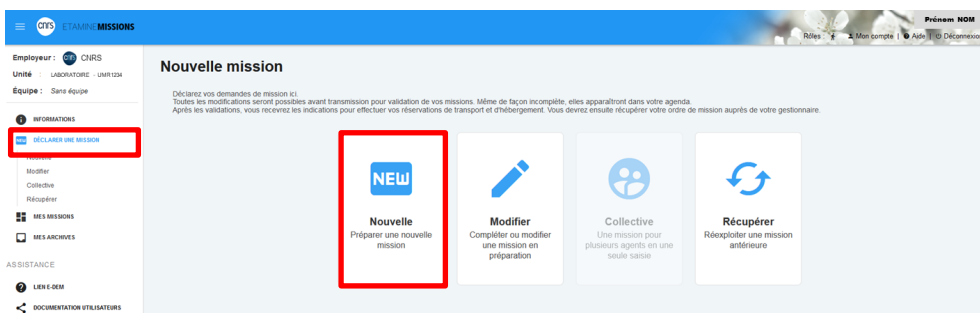 cnrs ETAMINEMISSIONS
Prénom NOM
Rôles : Mon compte | Aide | Déconnexion
Employeur : cnrs CNRS
Unité : LABORATOIRE - UMR1234
Équipe : Sans équipe
INFORMATIONS
NEW DÉCLARER UNE MISSION
Nouvelle
Modifier
Collective
Récupérer
MES MISSIONS
MES ARCHIVES
ASSISTANCE
LIEN E-DEM
DOCUMENTATION UTILISATEURS
Nouvelle mission
Déclarez vos demandes de mission ici.
Toutes les modifications seront possibles avant transmission pour validation de vos missions. Même de façon incomplète, elles apparaîtront dans votre agenda.
Après les validations, vous recevrez les indications pour effectuer vos réservations de transport et d'hébergement. Vous devrez ensuite récupérer votre ordre de mission auprès de votre gestionnaire.
NEW
Nouvelle
Préparer une nouvelle
mission
Modifier
Compléter ou modifier
une mission en
préparation
Collective
Une mission pour
plusieurs agents en une
seule saisie
Récupérer
Réexploiter une mission
antérieure